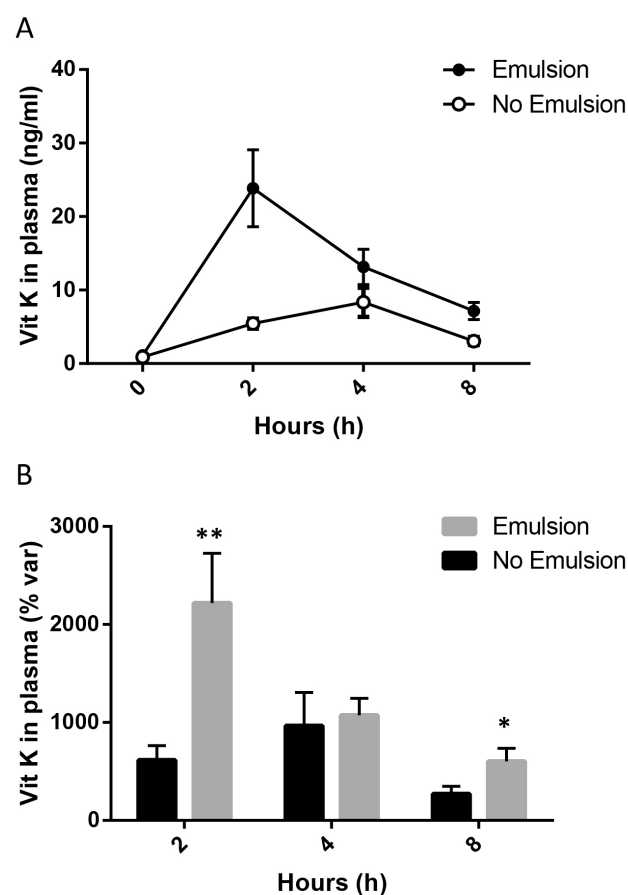 A
Emulsion
No Emulsion
Vit K in plasma (ng/ml)
40
30
20
10
0
0
2
4
8
Hours (h)
B
Emulsion
No Emulsion
Vit K in plasma (% var)
3000
2000
1000
0
**
*
2
4
8
Hours (h)